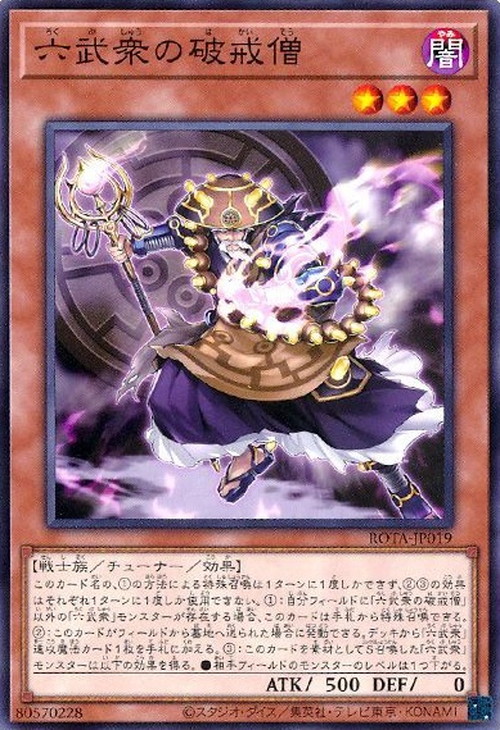 六武衆の破戒僧
闇
ROTA-JP019
【戦士族／チューナー／効果】
このカード名の、①の方法による特殊召喚は1ターンに1度しかできず、②③の効果
はそれぞれ1ターンに1度しか使用できない。①：自分フィールドに「六武衆の破戒僧」
以外の「六武」モンスターが存在する場合、このカードは手札から特殊召喚できる。
②：このカードがフィールドから墓地へ送られた場合に発動できる。デッキから「六武」
速攻魔法カード1枚を手札に加える。③：このカードを素材としてS召喚した「六武」
モンスターは以下の効果を得る。●相手フィールドのモンスターのレベルは1つ下がる。
ATK/ 500 DEF/ 0
80570228
©スタジオ・ダイス／集英社・テレビ東京・KONAMI